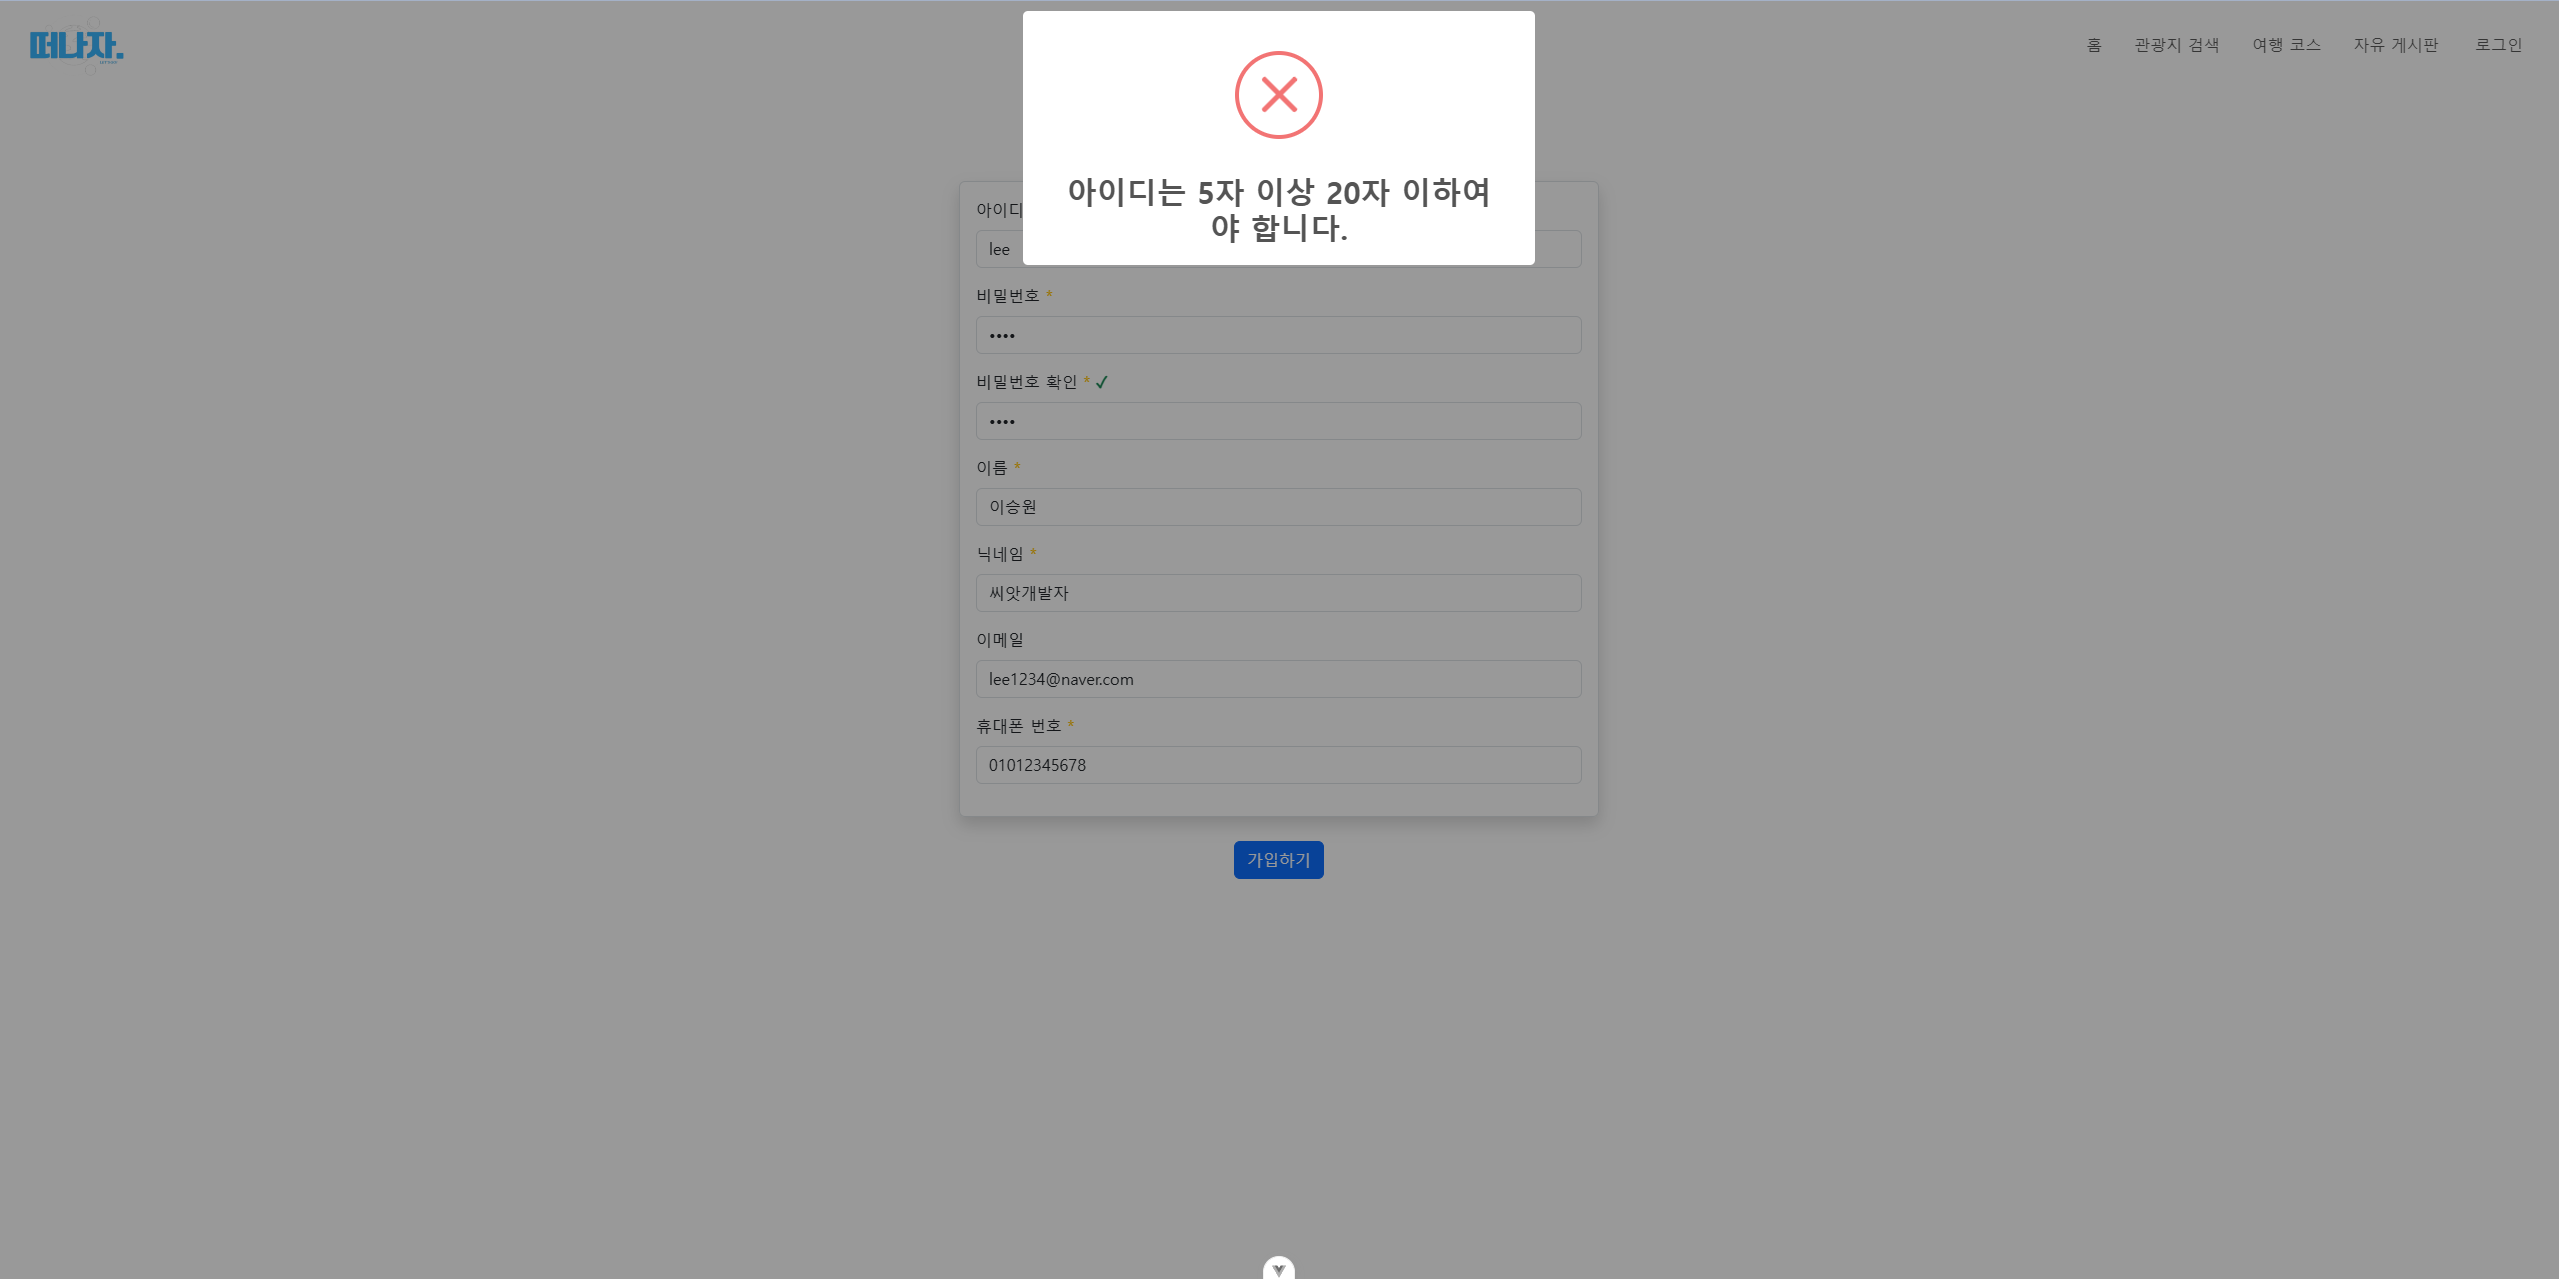 떠나자.
홈 관광지 검색 여행 코스 자유 게시판 로그인
아이디는 5자 이상 20자 이하여
야 합니다.
아이디
lee
비밀번호 *
••••
비밀번호 확인 * ✓
••••
이름 *
이승원
닉네임 *
씨앗개발자
이메일
lee1234@naver.com
휴대폰 번호 *
01012345678
가입하기